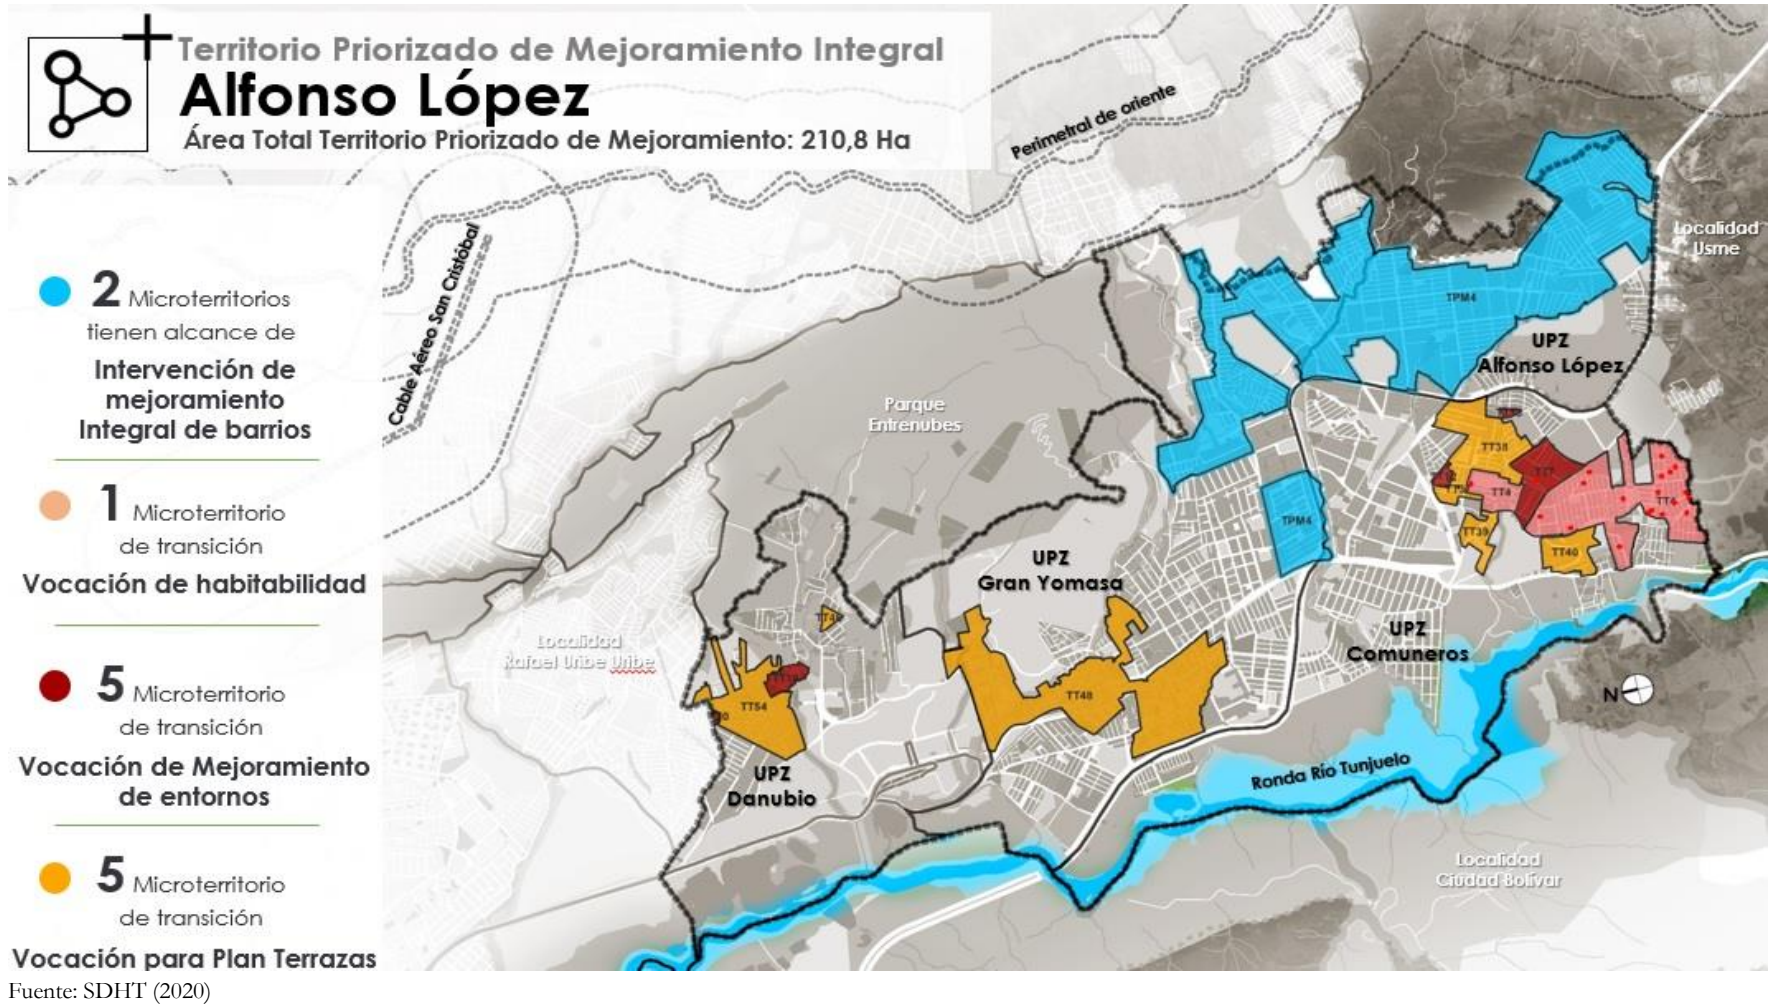 Territorio Priorizado de Mejoramiento Integral
Alfonso López
Área Total Territorio Priorizado de Mejoramiento: 210,8 Ha
2 Microterritorios
tienen alcance de
Intervención de
mejoramiento
Integral de barrios
1 Microterritorio
de transición
Vocación de habitabilidad
5 Microterritorio
de transición
Vocación de Mejoramiento
de entornos
5 Microterritorio
de transición
Vocación para Plan Terrazas
Perimetral de oriente
Cable Aéreo San Cristóbal
Localidad
Usme
TPM4
UPZ
Alfonso López
Parque
Entrenubes
TT38
TT7
TT4
TT6
TPM4
TT39
TT40
UPZ
Gran Yomasa
UPZ
Comuneros
Localidad
Rafael Uribe Uribe
TT48
TT54
N
UPZ
Danubio
Ronda Río Tunjuelo
Localidad
Ciudad Bolívar
Fuente: SDHT (2020)